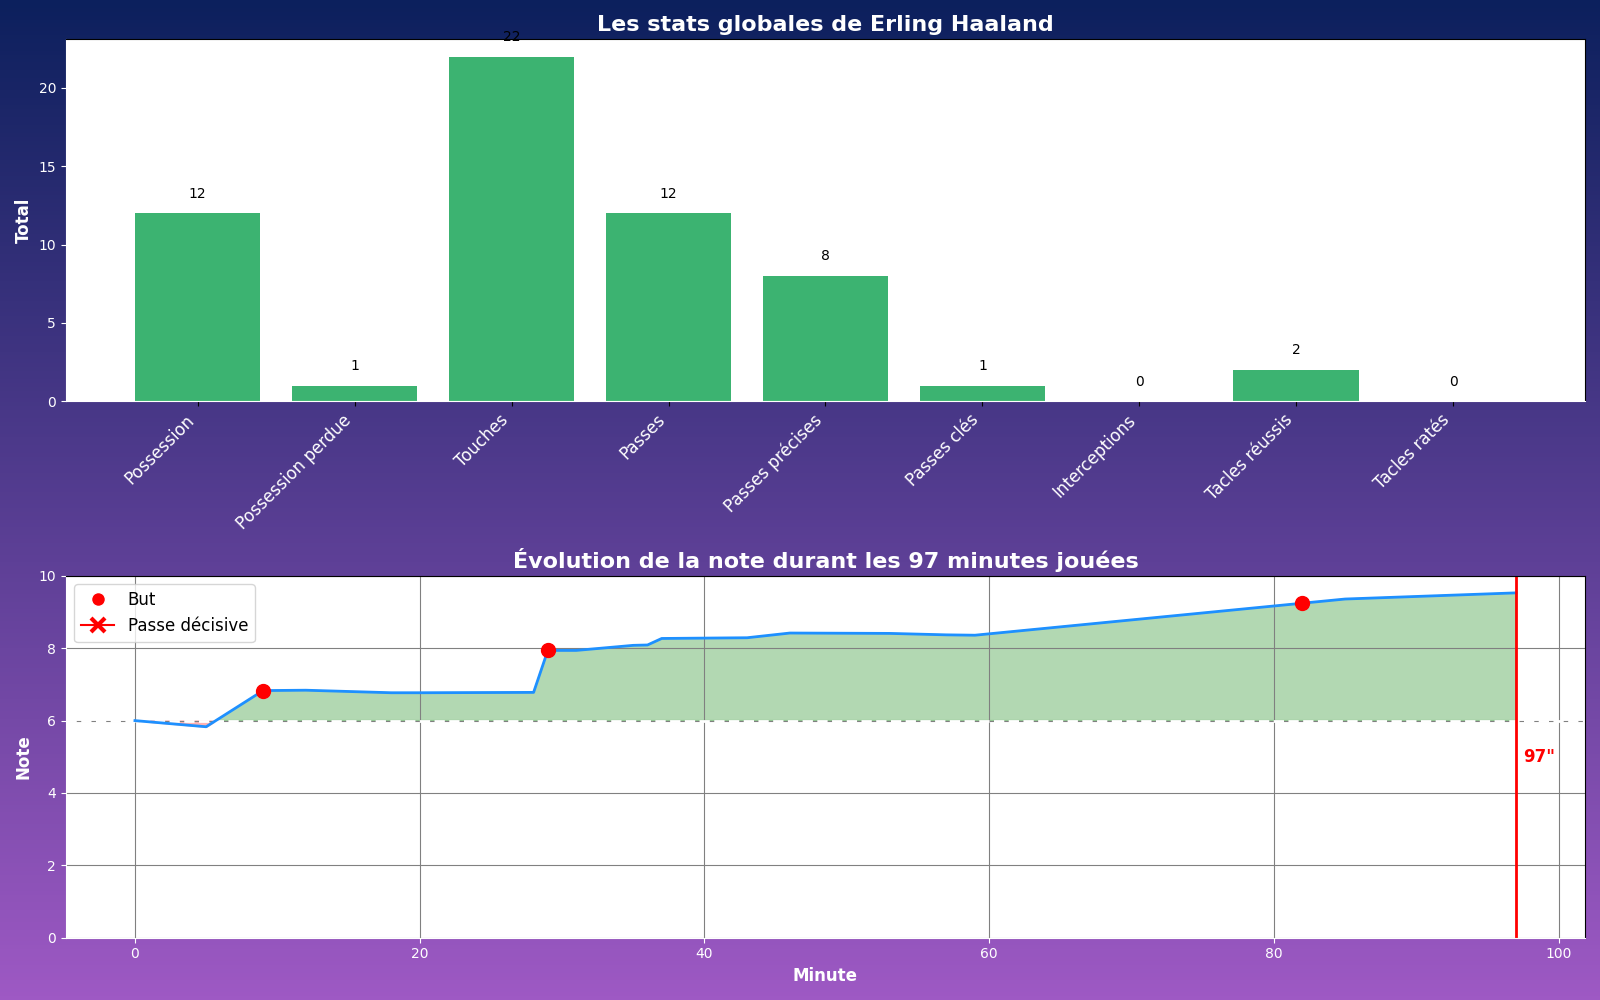 Les stats globales de Erling Haaland
Total
20
15
10
5
0
12
1
22
12
8
1
0
2
0
Possession
Possession perdue
Touches
Passes
Passes précises
Passes clés
Interceptions
Tacles réussis
Tacles ratés
Évolution de la note durant les 97 minutes jouées
Note
10
8
6
4
2
0
But
Passe décisive
97"
0
20
40
60
80
100
Minute